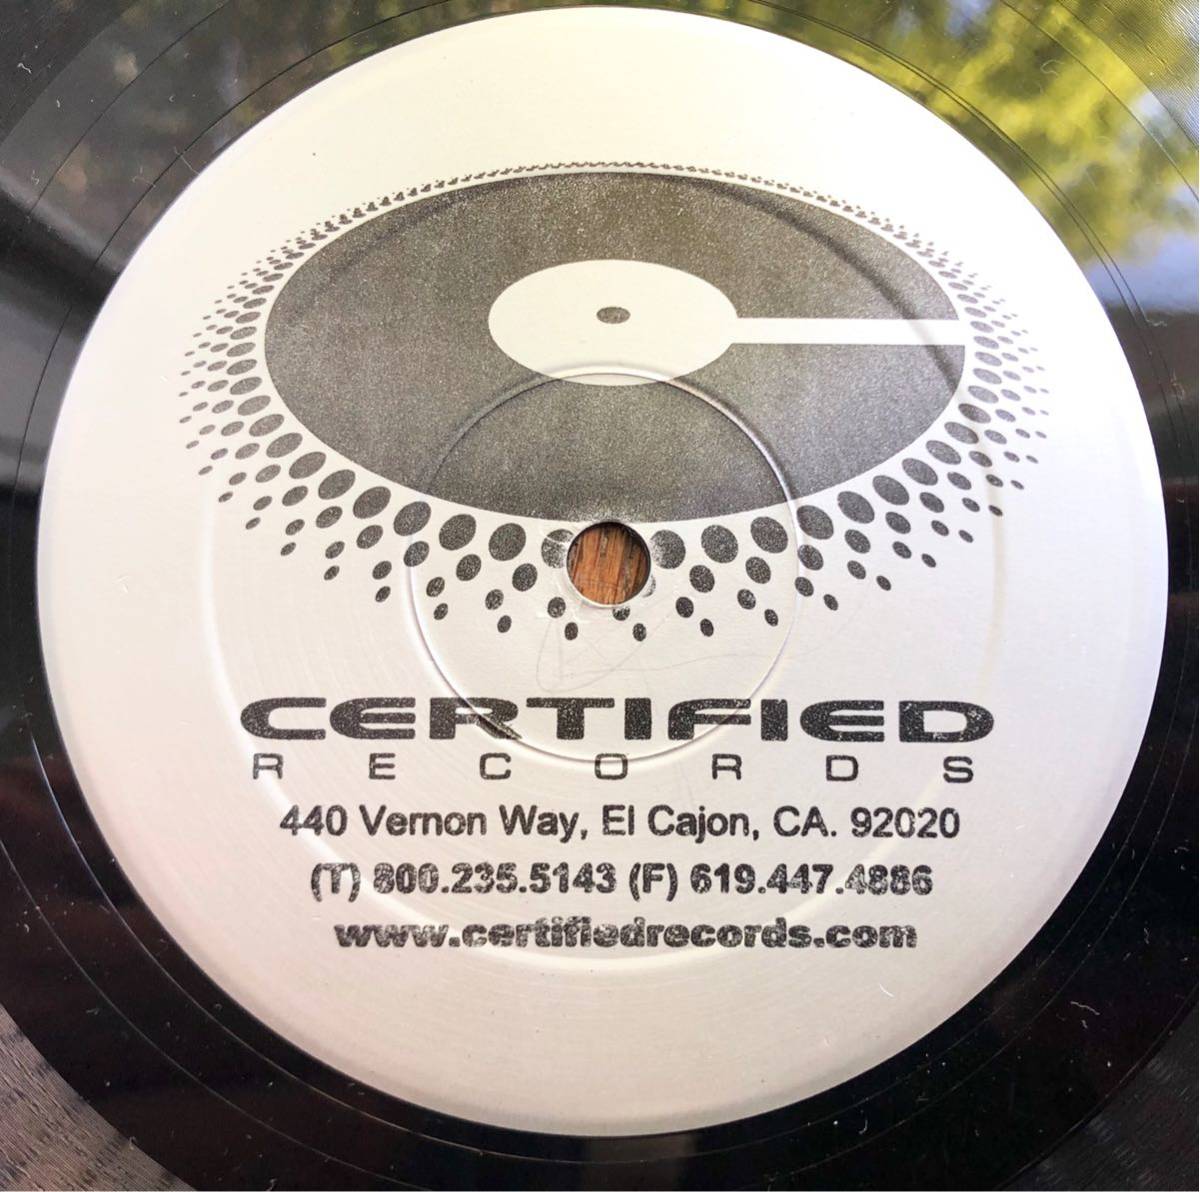 CERTIFIED
RECORDS
440 Vernon Way, El Cajon, CA. 92020
(T) 800.235.5143 (F) 619.447.4886
www.certifiedrecords.com